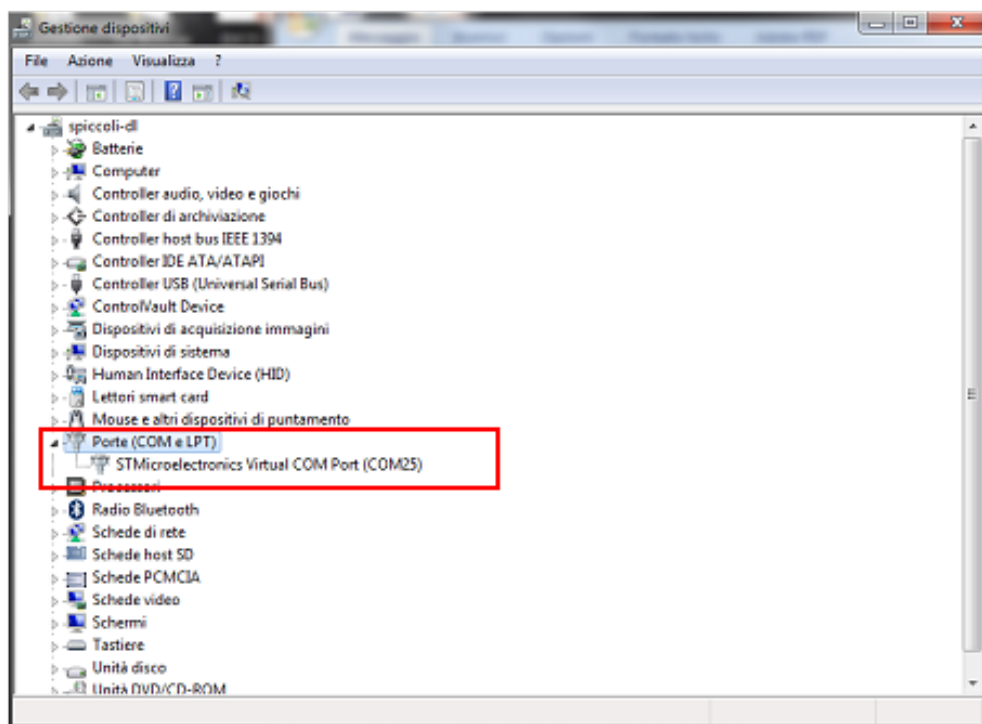 Gestione dispositivi
File Azione Visualizza ?
spiccoli-dl
Batterie
Computer
Controller audio, video e giochi
Controller di archiviazione
Controller host bus IEEE 1394
Controller IDE ATA/ATAPI
Controller USB (Universal Serial Bus)
ControlVault Device
Dispositivi di acquisizione immagini
Dispositivi di sistema
Human Interface Device (HID)
Lettori smart card
Mouse e altri dispositivi di puntamento
Porte (COM e LPT)
STMicroelectronics Virtual COM Port (COM25)
Processori
Radio Bluetooth
Schede di rete
Schede host SD
Schede PCMCIA
Schede video
Schermi
Tastiere
Unità disco
Unità DVD/CD-ROM